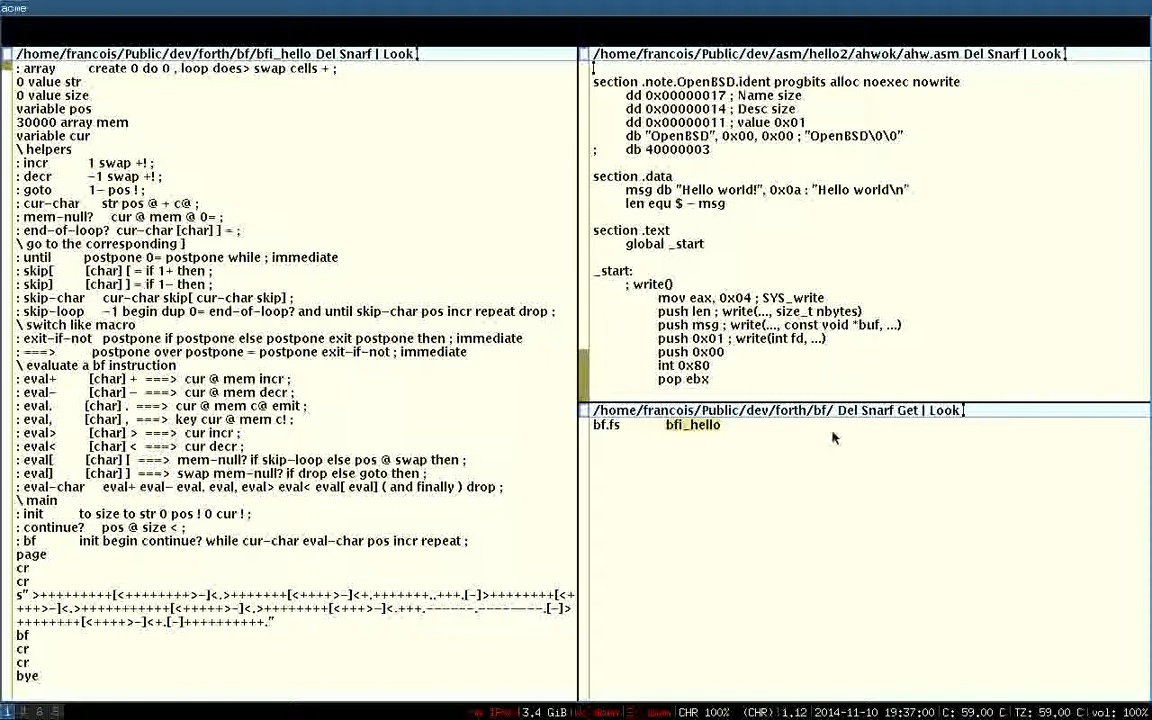 acme
/home/francois/Public/dev/forth/bf/bfi_hello Del Snarf | Look
: array create 0 do 0 , loop does> swap cells + ;
0 value str
0 value size
variable pos
30000 array mem
variable cur
\ helpers
: incr 1 swap +! ;
: decr -1 swap +! ;
: goto 1- pos ! ;
: cur-char str pos @ + c@ ;
: mem-null? cur @ mem @ 0= ;
: end-of-loop? cur-char [char] ] = ;
\ go to the corresponding ]
: until postpone 0= postpone while ; immediate
: skip[ [char] [ = if 1+ then ;
: skip] [char] ] = if 1- then ;
: skip-char cur-char skip[ cur-char skip] ;
: skip-loop -1 begin dup 0= end-of-loop? and until skip-char pos incr repeat drop ;
\ switch like macro
: exit-if-not postpone if postpone else postpone exit postpone then ; immediate
: ===> postpone over postpone = postpone exit-if-not ; immediate
\ evaluate a bf instruction
: eval+ [char] + ===> cur @ mem incr ;
: eval- [char] - ===> cur @ mem decr ;
: eval. [char] . ===> cur @ mem c@ emit ;
: eval, [char] , ===> key cur @ mem c! ;
: eval> [char] > ===> cur incr ;
: eval< [char] < ===> cur decr ;
: eval[ [char] [ ===> mem-null? if skip-loop else pos @ swap then ;
: eval] [char] ] ===> swap mem-null? if drop else goto then ;
: eval-char eval+ eval- eval. eval, eval> eval< eval[ eval] ( and finally ) drop ;
\ main
: init to size to str 0 pos ! 0 cur ! ;
: continue? pos @ size < ;
: bf init begin continue? while cur-char eval-char pos incr repeat ;
page
cr
cr
s" >+++++++++[<++++++++>-]<.>+++++++[<++++>-]<+.+++++++..+++.[-]>++++++++[<+
+++>-]<.>+++++++++++[<+++++>-]<.>++++++++[<+++>-]<.+++.------.--------.[-]>
++++++++[<++++>-]<+.[-]++++++++++."
bf
cr
cr
bye
/home/francois/Public/dev/asm/hello2/ahwok/ahw.asm Del Snarf | Look
section .note.OpenBSD.ident progbits alloc noexec nowrite
dd 0x00000017 ; Name size
dd 0x00000014 ; Desc size
dd 0x00000011 ; value 0x01
db "OpenBSD", 0x00, 0x00 ; "OpenBSD\0\0"
; db 40000003
section .data
msg db "Hello world!", 0x0a : "Hello world\n"
len equ $ - msg
section .text
global _start
_start:
; write()
mov eax, 0x04 ; SYS_write
push len ; write(..., size_t nbytes)
push msg ; write(..., const void *buf, ...)
push 0x01 ; write(int fd, ...)
push 0x00
int 0x80
pop ebx
/home/francois/Public/dev/forth/bf/ Del Snarf Get | Look
bf.fs bfi_hello
3.4 GiB CHR 100% (CHR) 1.12 2014-11-10 19:37:00 C: 59.00 C TZ: 59.00 C vol: 100%